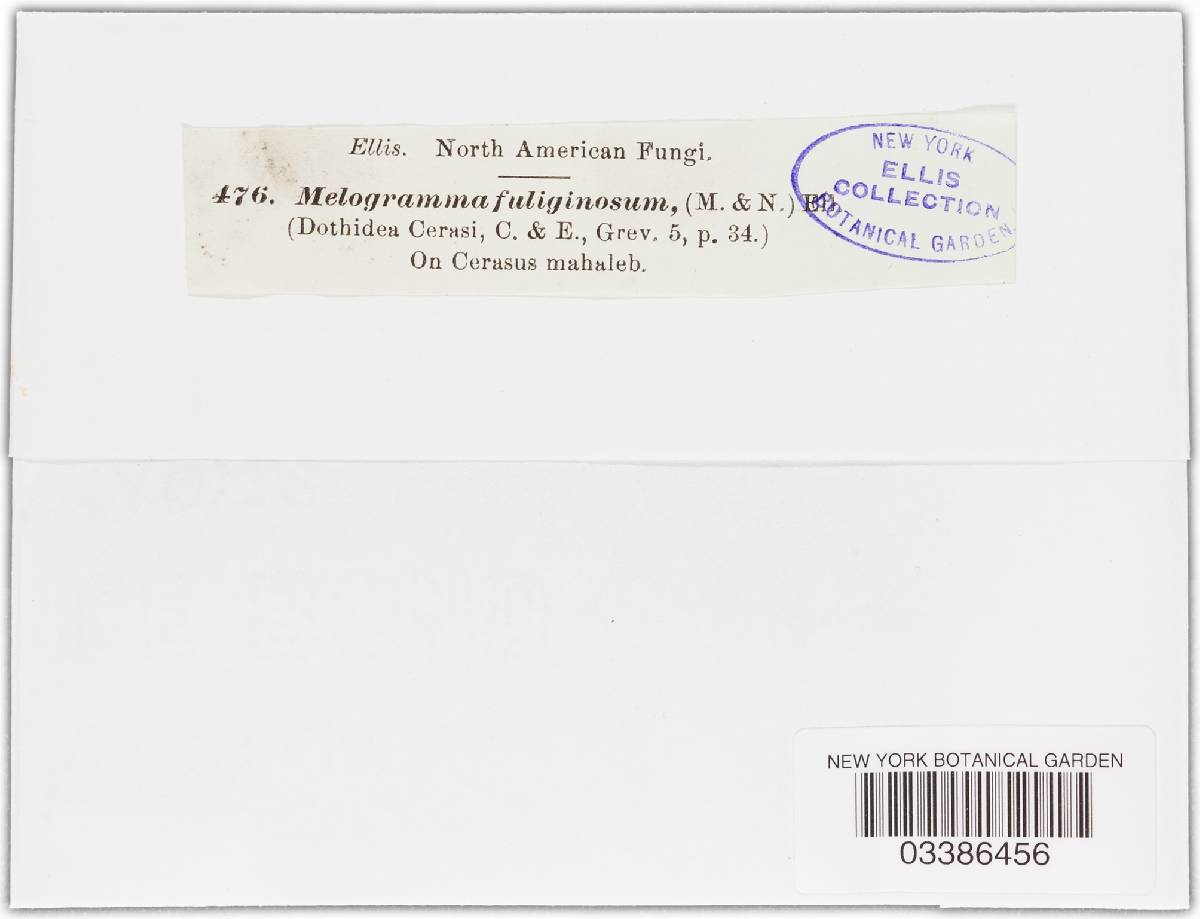 Ellis. North American Fungi.
476. Melogramma fuliginosum, (M. & N.) Ell.
(Dothidea Cerasi, C. & E., Grev. 5, p. 34.)
On Cerasus mahaleb.
NEW YORK
ELLIS
COLLECTION
BOTANICAL GARDEN
NEW YORK BOTANICAL GARDEN
03386456